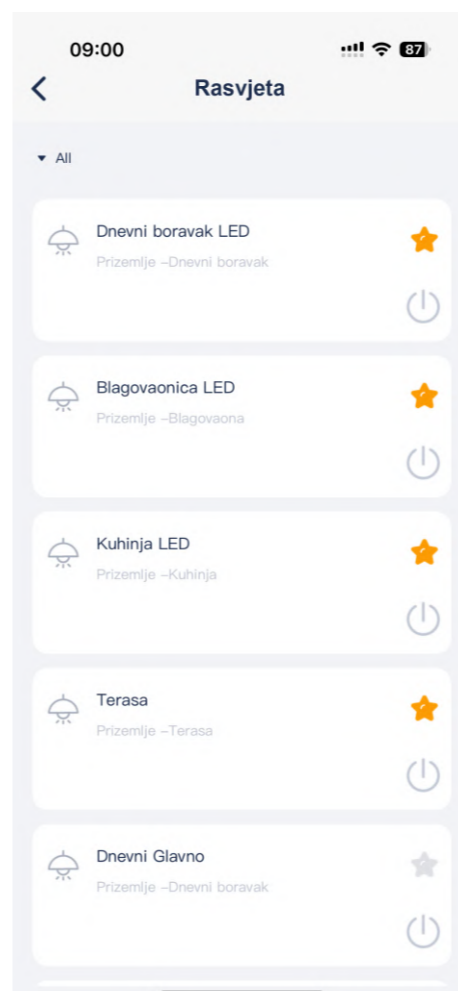 09:00
87
Rasvjeta
All
Dnevni boravak LED
Prizemlje -Dnevni boravak
Blagovaonica LED
Prizemlje -Blagovaona
Kuhinja LED
Prizemlje -Kuhinja
Terasa
Prizemlje -Terasa
Dnevni Glavno
Prizemlje -Dnevni boravak